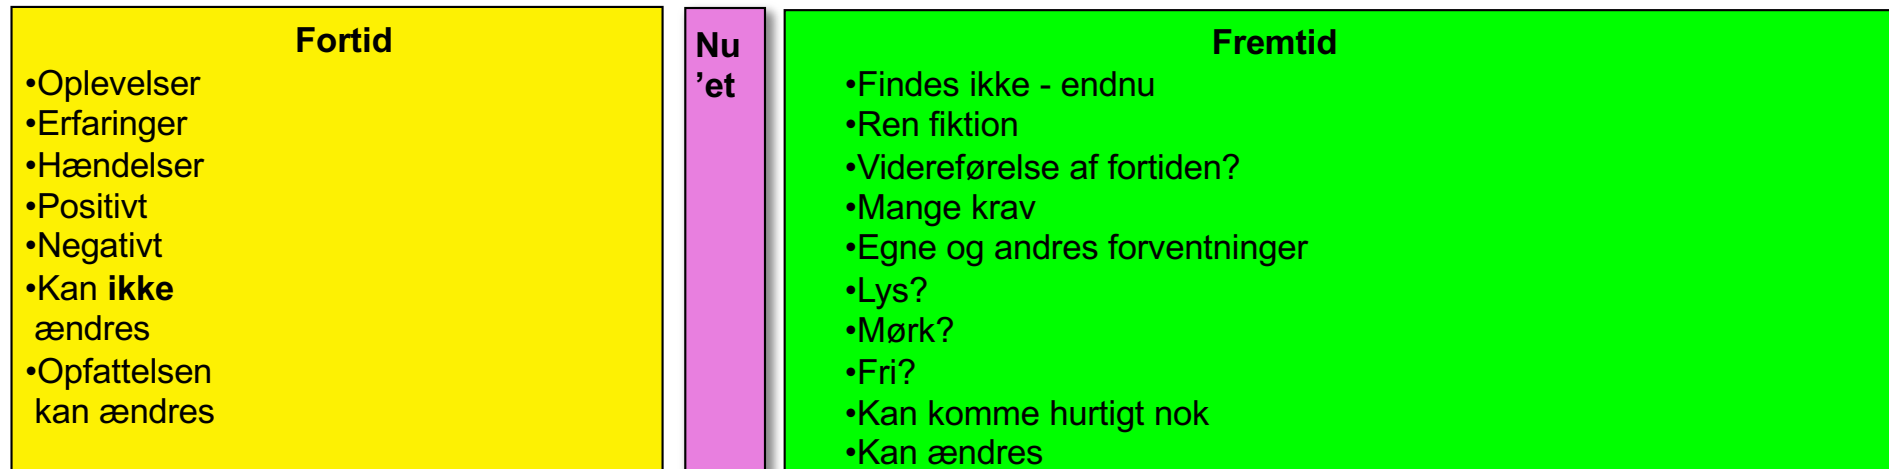 Fortid
•Oplevelser
•Erfaringer
•Hændelser
•Positivt
•Negativt
•Kan ikke
ændres
•Opfattelsen
kan ændres
Nu
’et
Fremtid
•Findes ikke - endnu
•Ren fiktion
•Videreførelse af fortiden?
•Mange krav
•Egne og andres forventninger
•Lys?
•Mørk?
•Fri?
•Kan komme hurtigt nok
•Kan ændres